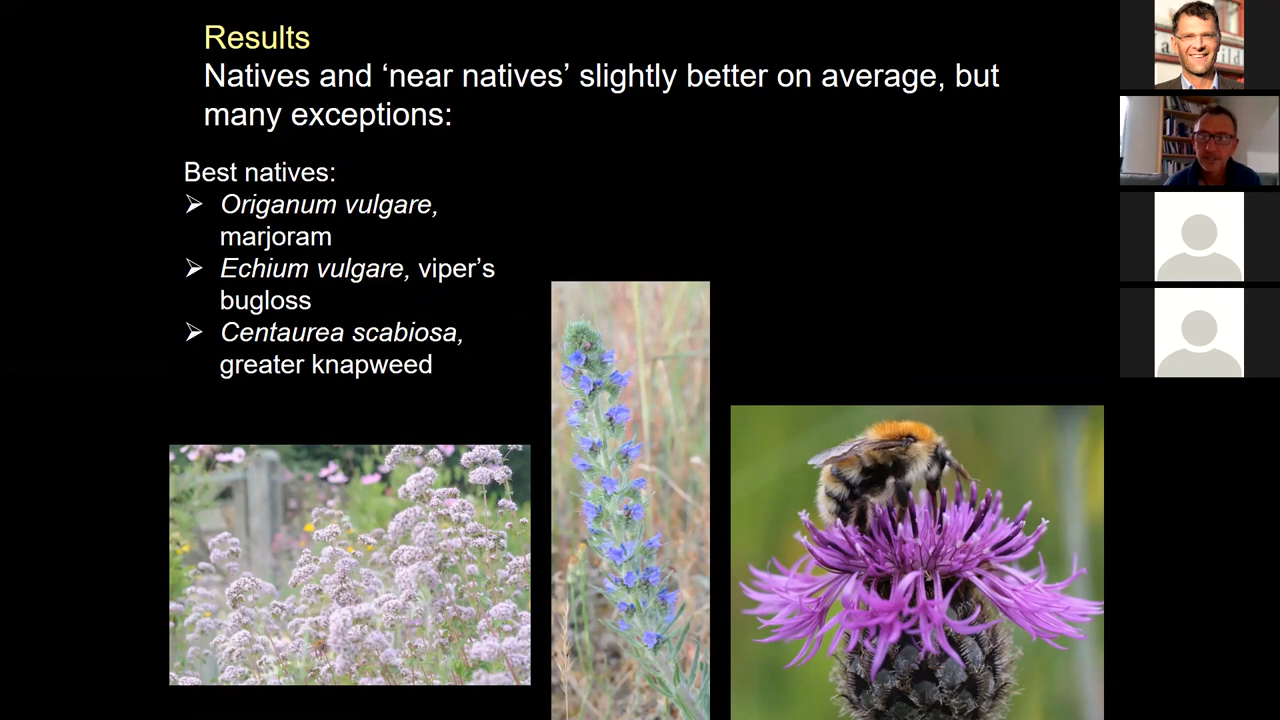 Results
Natives and ‘near natives’ slightly better on average, but
many exceptions:
Best natives:
➢ Origanum vulgare,
marjoram
➢ Echium vulgare, viper’s
bugloss
➢ Centaurea scabiosa,
greater knapweed